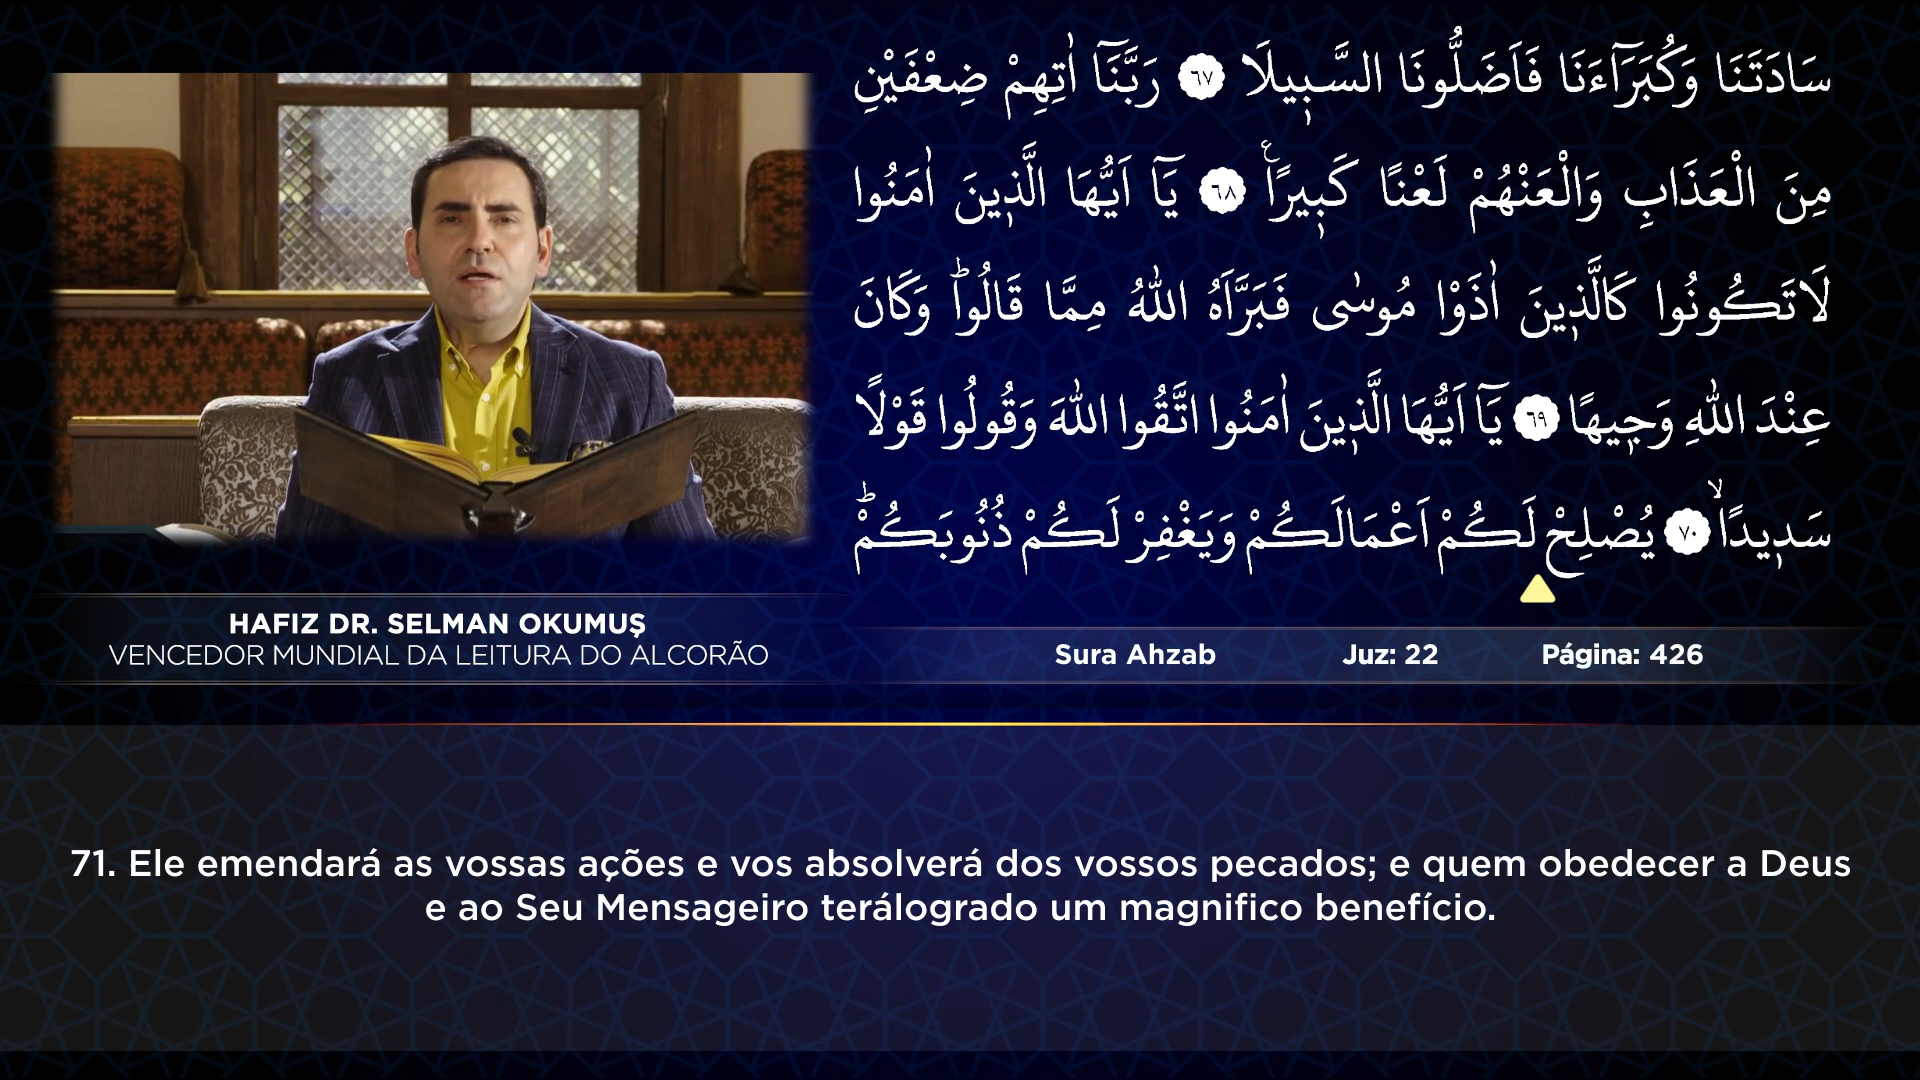 سَادَتَنَا وَكُبَرَآءَنَا فَاَضَلُّونَا السَّبٖيلَا ٦٧ رَبَّنَٓا اٰتِهِمْ ضِعْفَيْنِ
مِنَ الْعَذَابِ وَالْعَنْهُمْ لَعْنًا كَبٖيرًاۚ ٦٨ يَٓا اَيُّهَا الَّذٖينَ اٰمَنُوا
لَاتَكُونُوا كَالَّذٖينَ اٰذَوْا مُوسٰى فَبَرَّاَهُ اللّٰهُ مِمَّا قَالُواؕ وَكَانَ
عِنْدَ اللّٰهِ وَجٖيهًا ٦٩ يَٓا اَيُّهَا الَّذٖينَ اٰمَنُوا اتَّقُوا اللّٰهَ وَقُولُوا قَوْلًا
سَدٖيدًاۙ ٧٠ يُصْلِحْ لَكُمْ اَعْمَالَكُمْ وَيَغْفِرْ لَكُمْ ذُنُوبَكُمْؕ
HAFIZ DR. SELMAN OKUMUŞ
VENCEDOR MUNDIAL DA LEITURA DO ALCORÃO
Sura Ahzab Juz: 22 Página: 426
71. Ele emendará as vossas ações e vos absolverá dos vossos pecados; e quem obedecer a Deus
e ao Seu Mensageiro terálogrado um magnifico benefício.